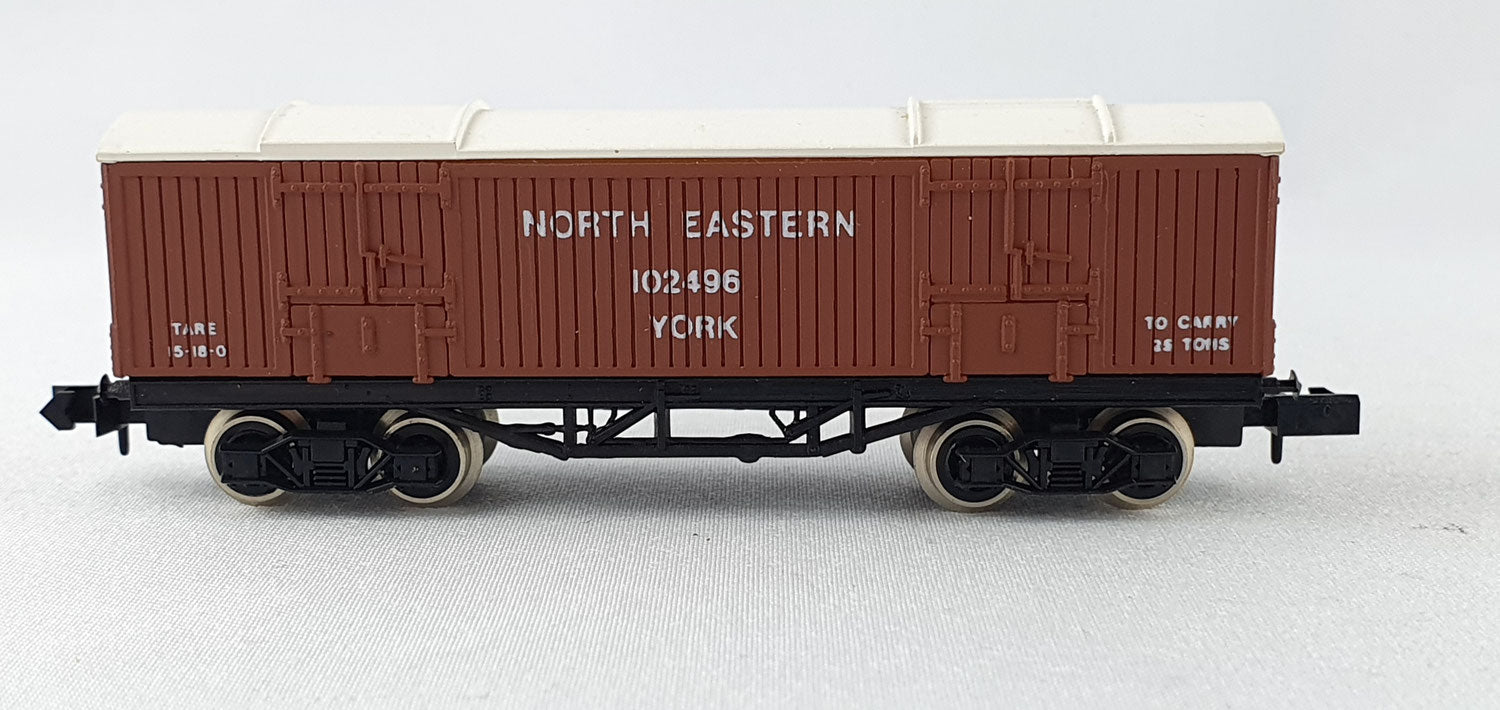 NORTH EASTERN
102496
YORK
TARE
15-18-0
TO CARRY
25 TONS